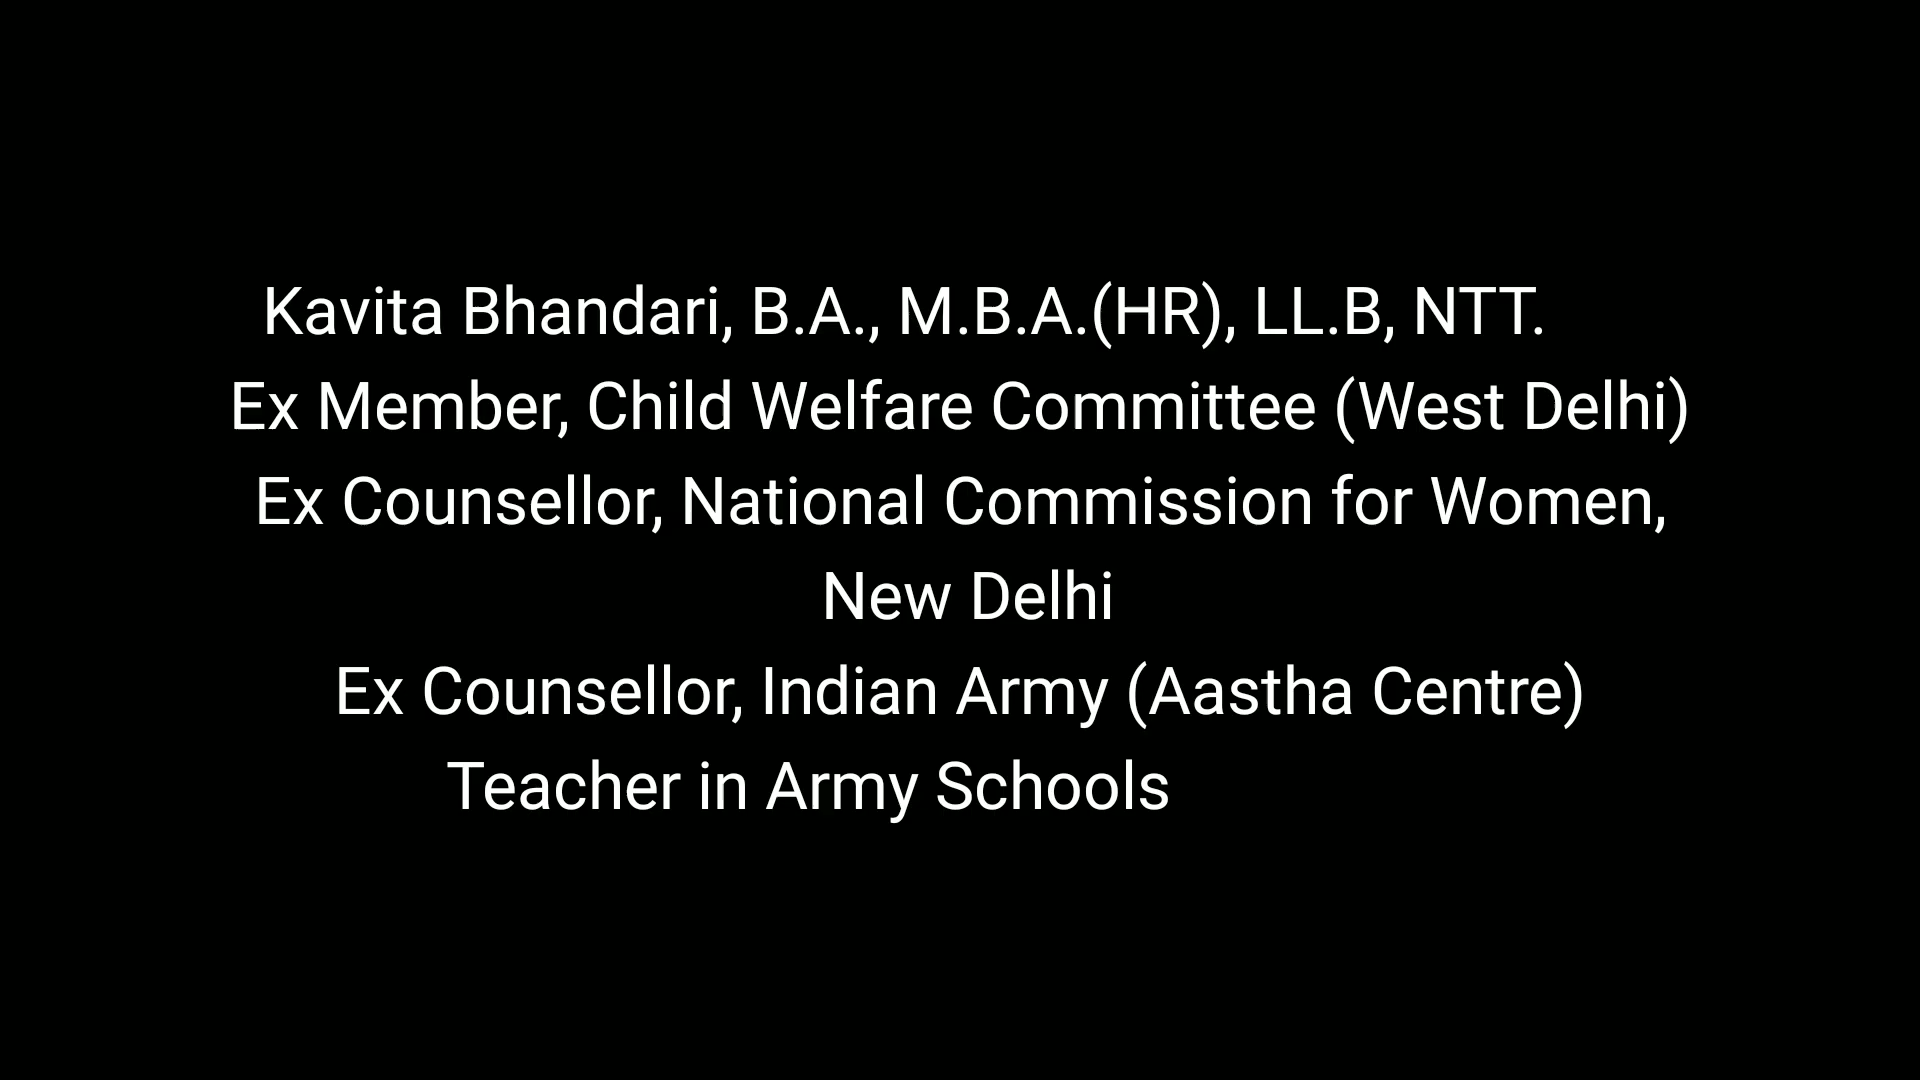 Kavita Bhandari, B.A., M.B.A.(HR), LL.B, NTT.
Ex Member, Child Welfare Committee (West Delhi)
Ex Counsellor, National Commission for Women,
New Delhi
Ex Counsellor, Indian Army (Aastha Centre)
Teacher in Army Schools